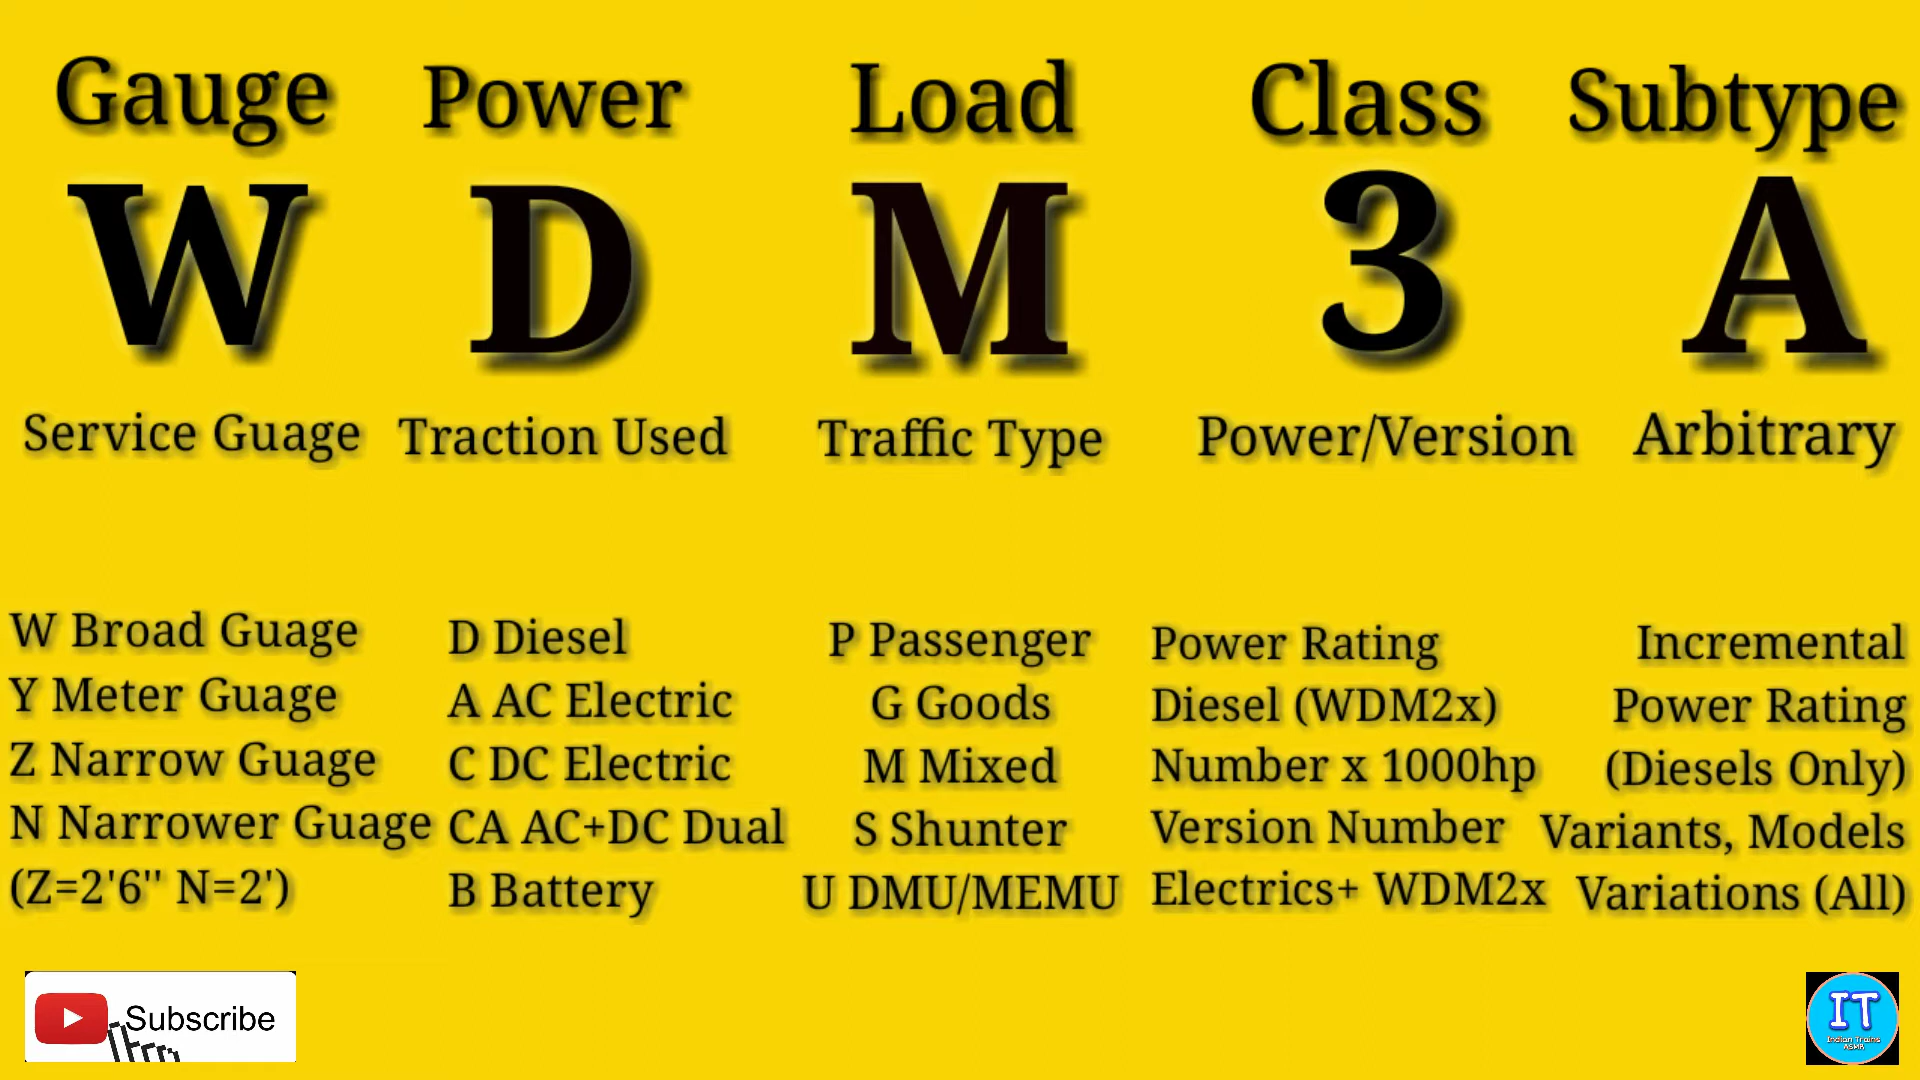 Gauge Power Load Class Subtype
W D M 3 A
Service Guage Traction Used Traffic Type Power/Version Arbitrary
W Broad Guage
Y Meter Guage
Z Narrow Guage
N Narrower Guage
(Z=2'6'' N=2')
D Diesel
A AC Electric
C DC Electric
CA AC+DC Dual
B Battery
P Passenger
G Goods
M Mixed
S Shunter
U DMU/MEMU
Power Rating
Diesel (WDM2x)
Number x 1000hp
Version Number
Electrics+ WDM2x
Incremental
Power Rating
(Diesels Only)
Variants, Models
Variations (All)
Subscribe
IT
Indian Trains
ASMR